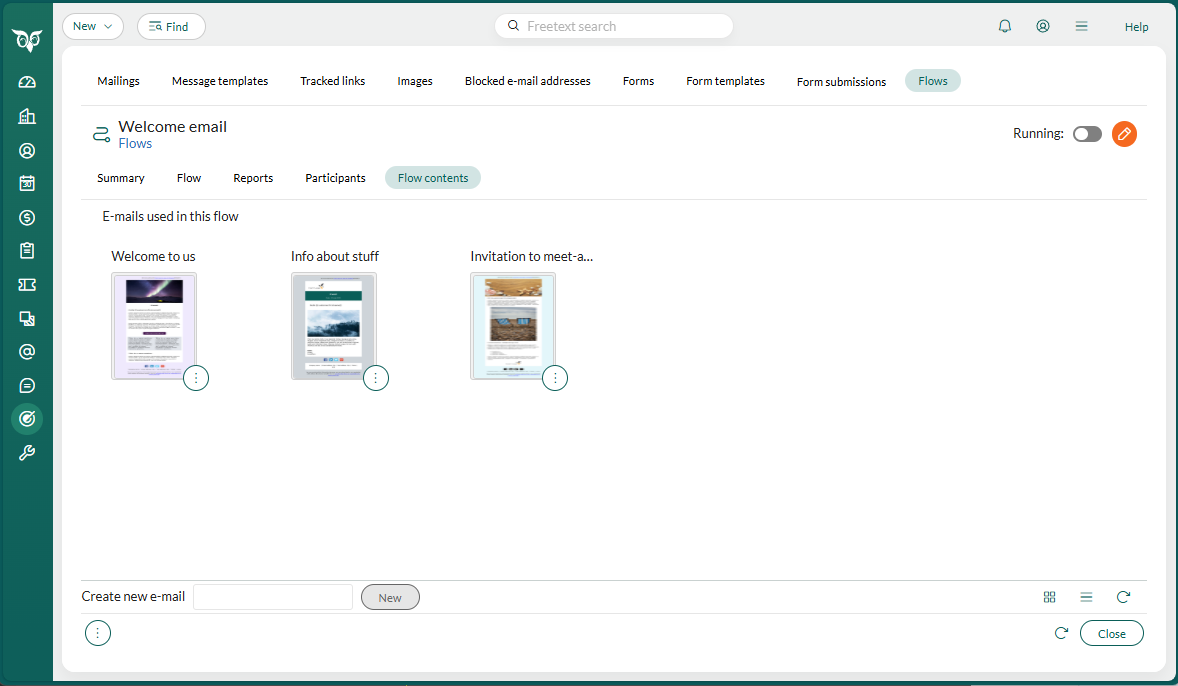 New
Find
Freetext search
Help
Mailings Message templates Tracked links Images Blocked e-mail addresses Forms Form templates Form submissions Flows
Welcome email
Flows
Running:
Summary Flow Reports Participants Flow contents
E-mails used in this flow
Welcome to us Info about stuff Invitation to meet-a...
Create new e-mail New
Close